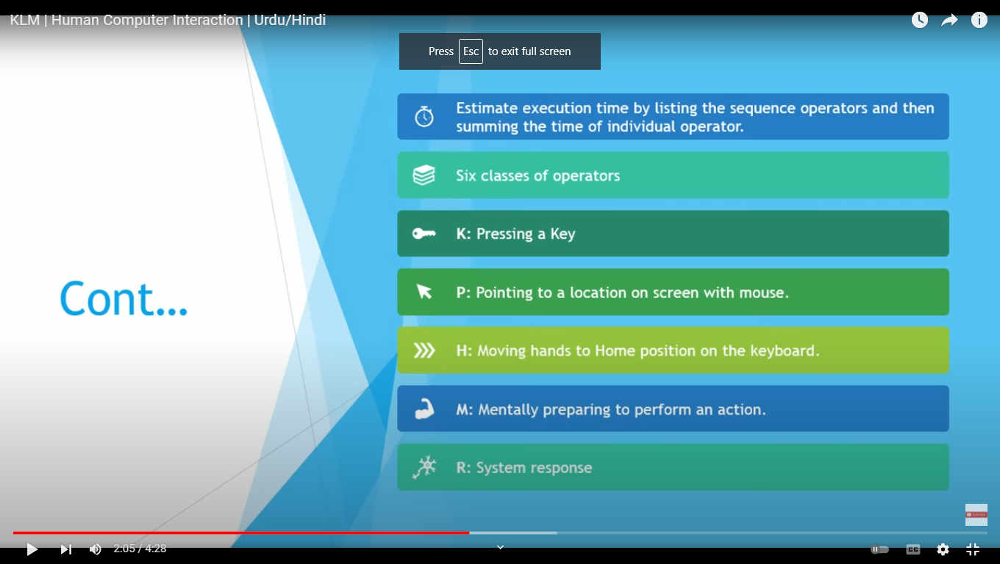 KLM | Human Computer Interaction | Urdu/Hindi
Press Esc to exit full screen
Estimate execution time by listing the sequence operators and then
summing the time of individual operator.
Six classes of operators
K: Pressing a Key
P: Pointing to a location on screen with mouse.
H: Moving hands to Home position on the keyboard.
Cont...
M: Mentally preparing to perform an action.
R: System response
2:05 / 4:28
CC